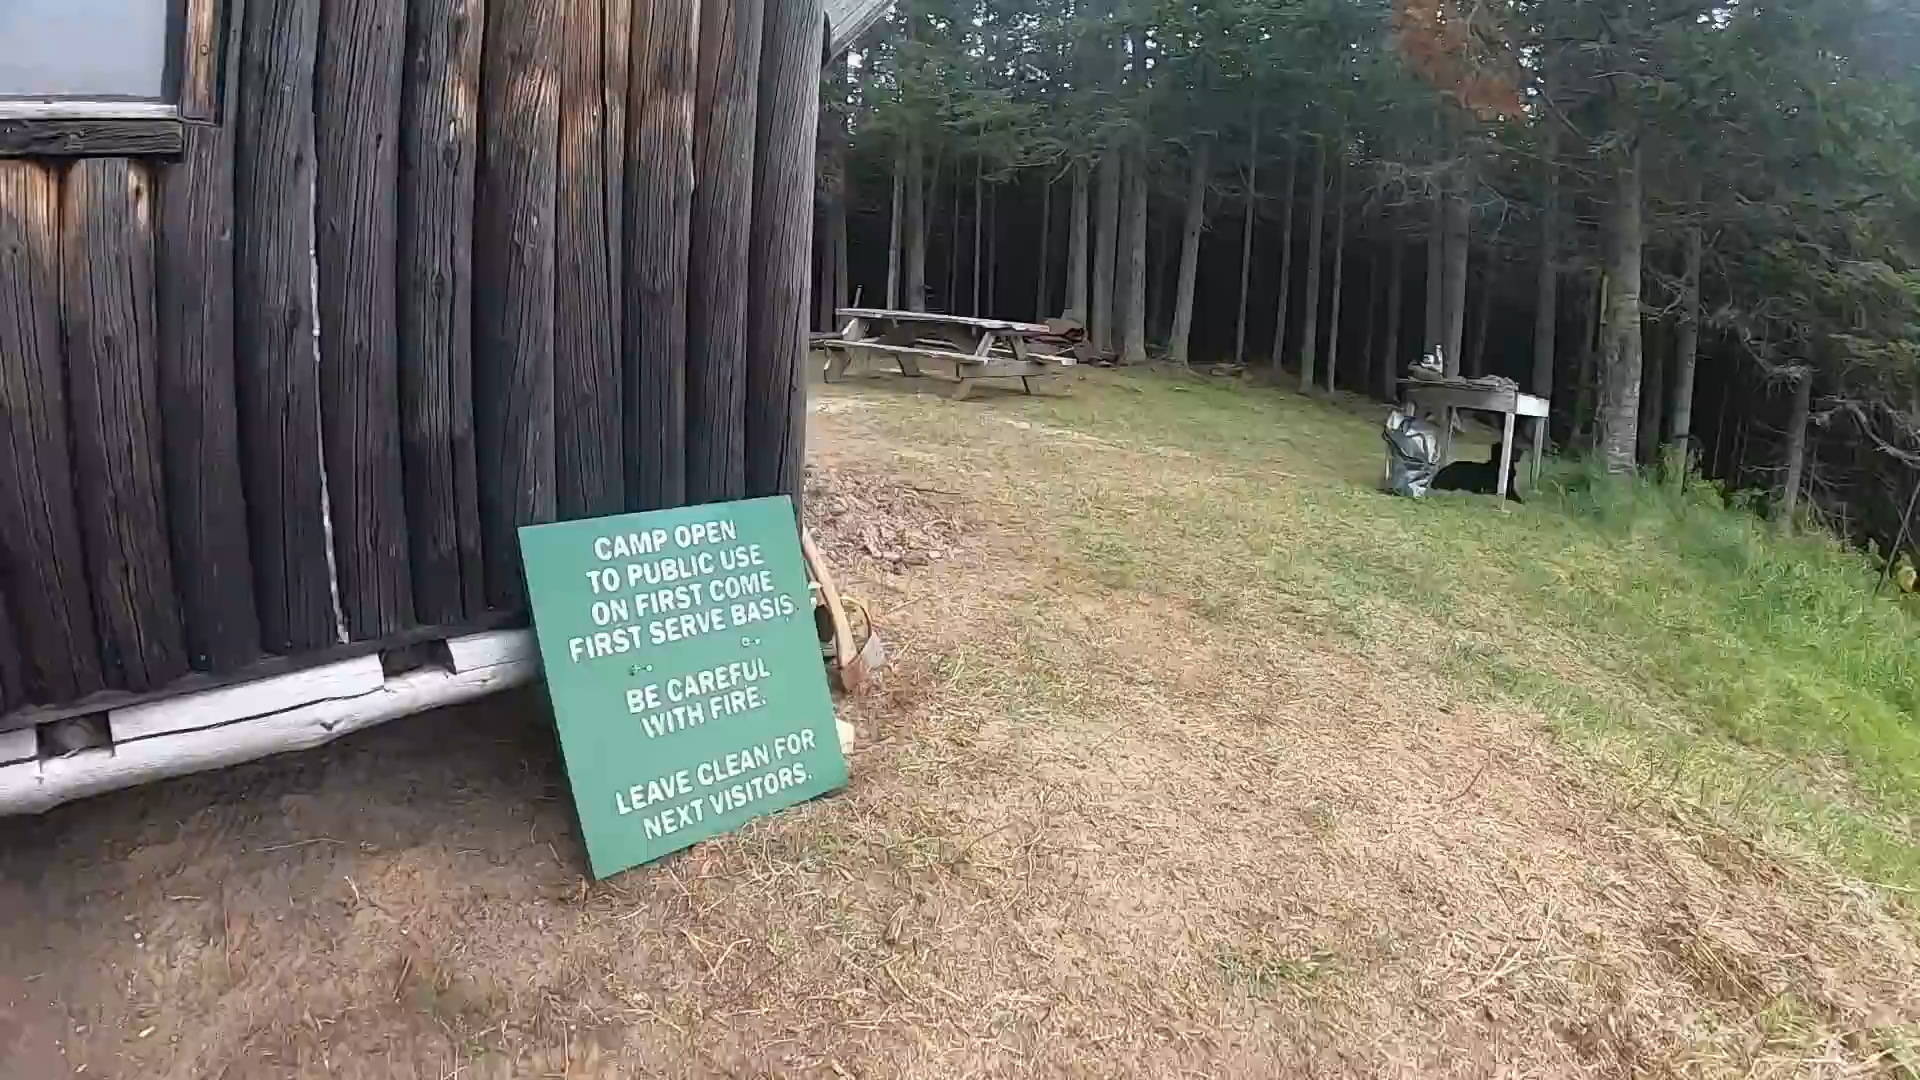 CAMP OPEN
TO PUBLIC USE
ON FIRST COME
FIRST SERVE BASIS
BE CAREFUL
WITH FIRE.
LEAVE CLEAN FOR
NEXT VISITORS.